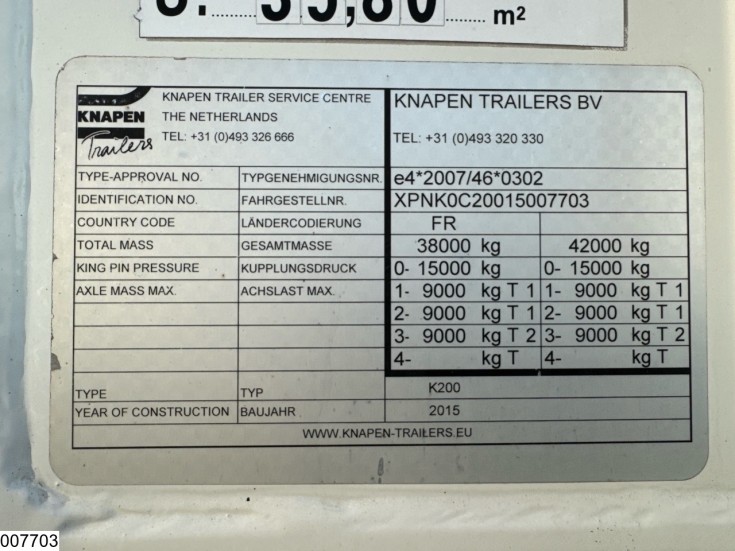 S: 35,80 m²
KNAPEN
Trailers
KNAPEN TRAILER SERVICE CENTRE
THE NETHERLANDS
TEL: +31 (0)493 326 666
KNAPEN TRAILERS BV
TEL: +31 (0)493 320 330
TYPE-APPROVAL NO. TYPGENEHMIGUNGSNR. e4*2007/46*0302
IDENTIFICATION NO. FAHRGESTELLNR. XPNK0C20015007703
COUNTRY CODE LÄNDERCODIERUNG FR
TOTAL MASS GESAMTMASSE 38000 kg 42000 kg
KING PIN PRESSURE KUPPLUNGSDRUCK 0- 15000 kg 0- 15000 kg
AXLE MASS MAX. ACHSLAST MAX. 1- 9000 kg T 1 1- 9000 kg T 1
2- 9000 kg T 1 2- 9000 kg T 1
3- 9000 kg T 2 3- 9000 kg T 2
4- kg T 4- kg T
TYPE TYP K200
YEAR OF CONSTRUCTION BAUJAHR 2015
WWW.KNAPEN-TRAILERS.EU
007703